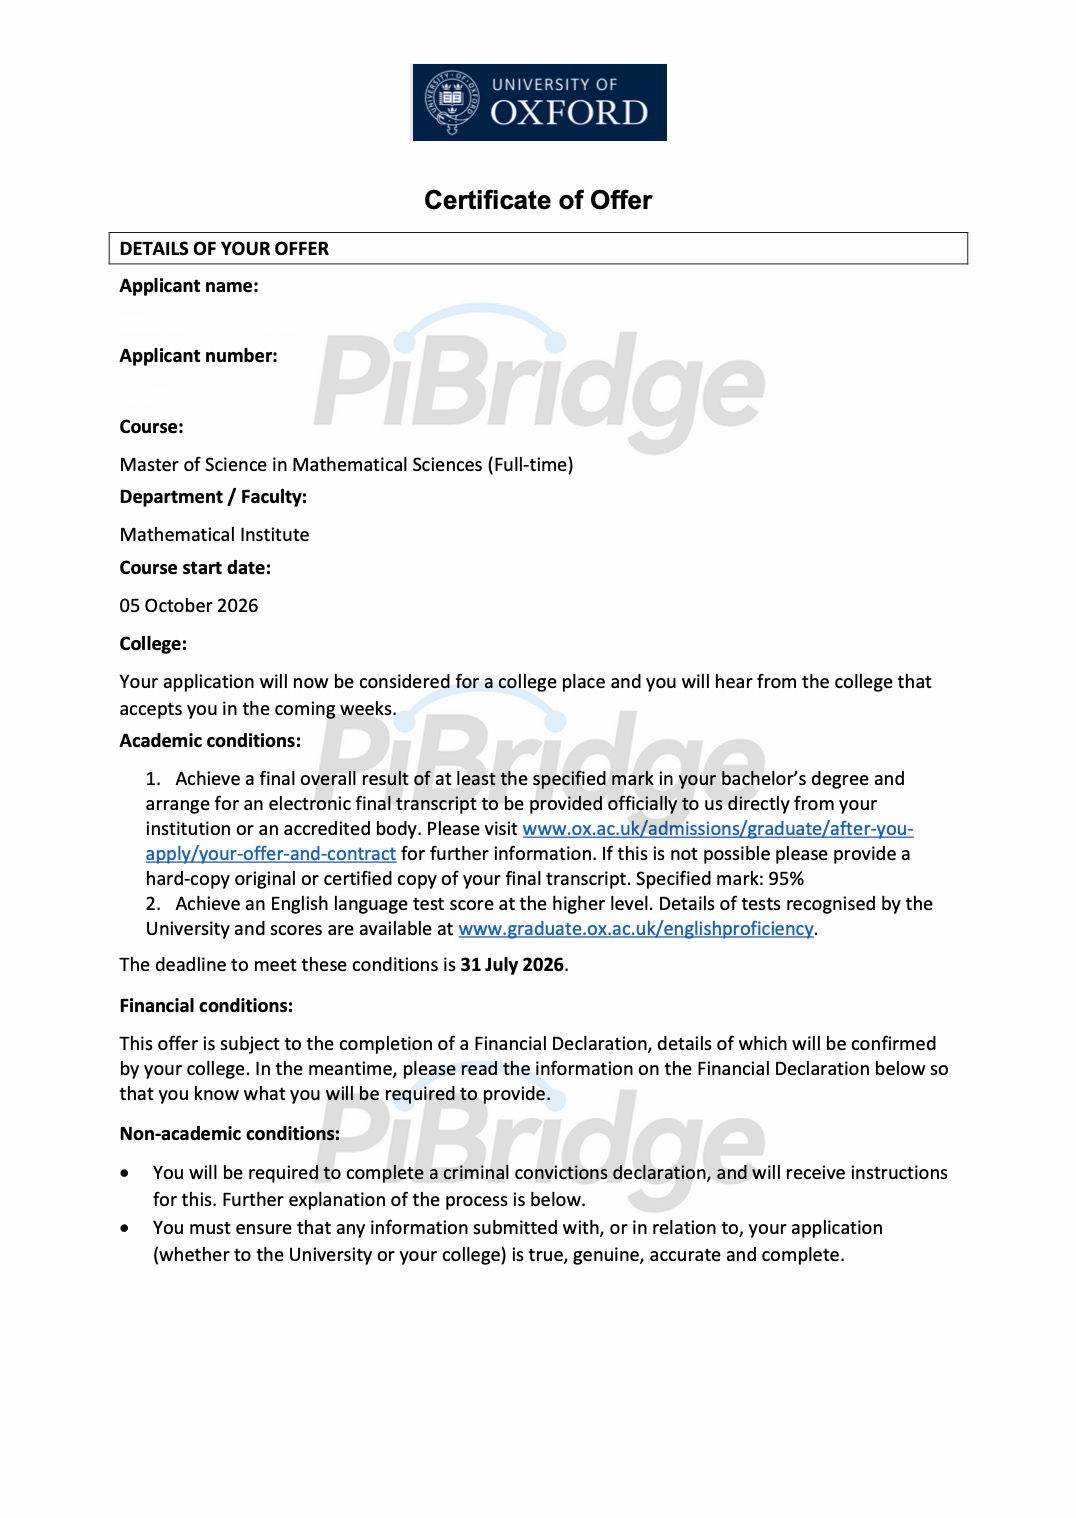 UNIVERSITY OF
OXFORD
Certificate of Offer
DETAILS OF YOUR OFFER
Applicant name:
PiBridge
Applicant number:
Course:
Master of Science in Mathematical Sciences (Full-time)
Department / Faculty:
Mathematical Institute
Course start date:
05 October 2026
College:
Your application will now be considered for a college place and you will hear from the college that
accepts you in the coming weeks.
PiBridge
Academic conditions:
1. Achieve a final overall result of at least the specified mark in your bachelor’s degree and
arrange for an electronic final transcript to be provided officially to us directly from your
institution or an accredited body. Please visit www.ox.ac.uk/admissions/graduate/after-you-
apply/your-offer-and-contract for further information. If this is not possible please provide a
hard-copy original or certified copy of your final transcript. Specified mark: 95%
2. Achieve an English language test score at the higher level. Details of tests recognised by the
University and scores are available at www.graduate.ox.ac.uk/englishproficiency.
The deadline to meet these conditions is 31 July 2026.
Financial conditions:
This offer is subject to the completion of a Financial Declaration, details of which will be confirmed
by your college. In the meantime, please read the information on the Financial Declaration below so
that you know what you will be required to provide.
PiBridge
Non-academic conditions:
• You will be required to complete a criminal convictions declaration, and will receive instructions
for this. Further explanation of the process is below.
• You must ensure that any information submitted with, or in relation to, your application
(whether to the University or your college) is true, genuine, accurate and complete.